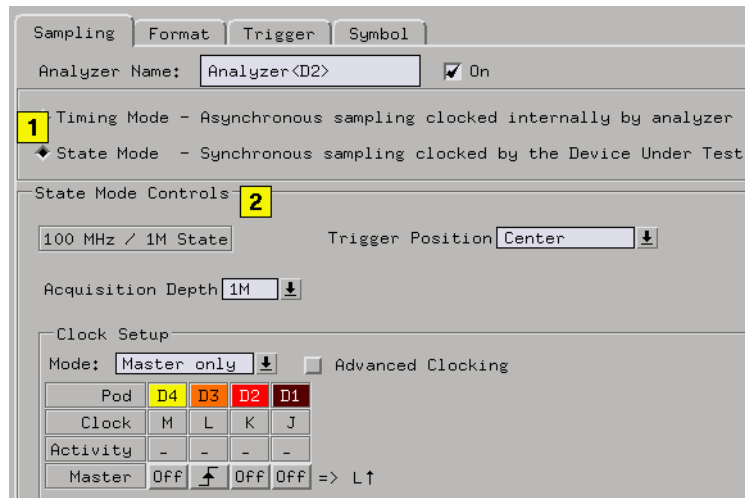 Sampling Format Trigger Symbol
Analyzer Name: Analyzer<D2> On
1
Timing Mode - Asynchronous sampling clocked internally by analyzer
State Mode - Synchronous sampling clocked by the Device Under Test
State Mode Controls 2
100 MHz / 1M State Trigger Position Center
Acquisition Depth 1M
Clock Setup
Mode: Master only Advanced Clocking
Pod D4 D3 D2 D1
Clock M L K J
Activity - - - -
Master Off Off Off => L↑